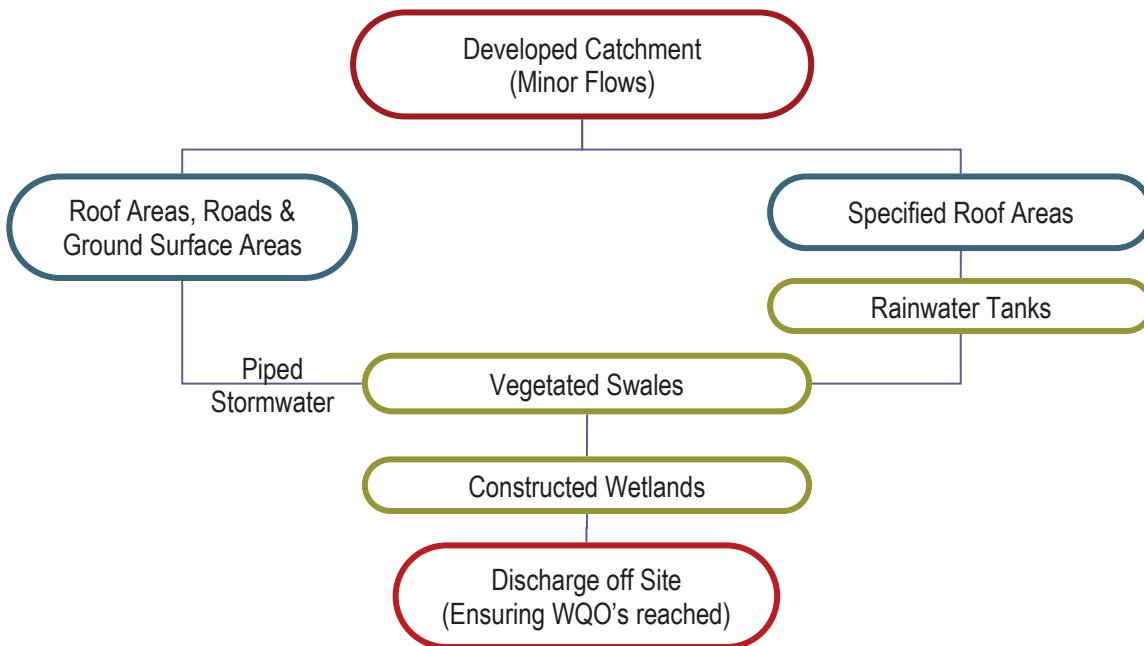 Developed Catchment
(Minor Flows)
Roof Areas, Roads &
Ground Surface Areas
Specified Roof Areas
Rainwater Tanks
Piped
Stormwater
Vegetated Swales
Constructed Wetlands
Discharge off Site
(Ensuring WQO's reached)